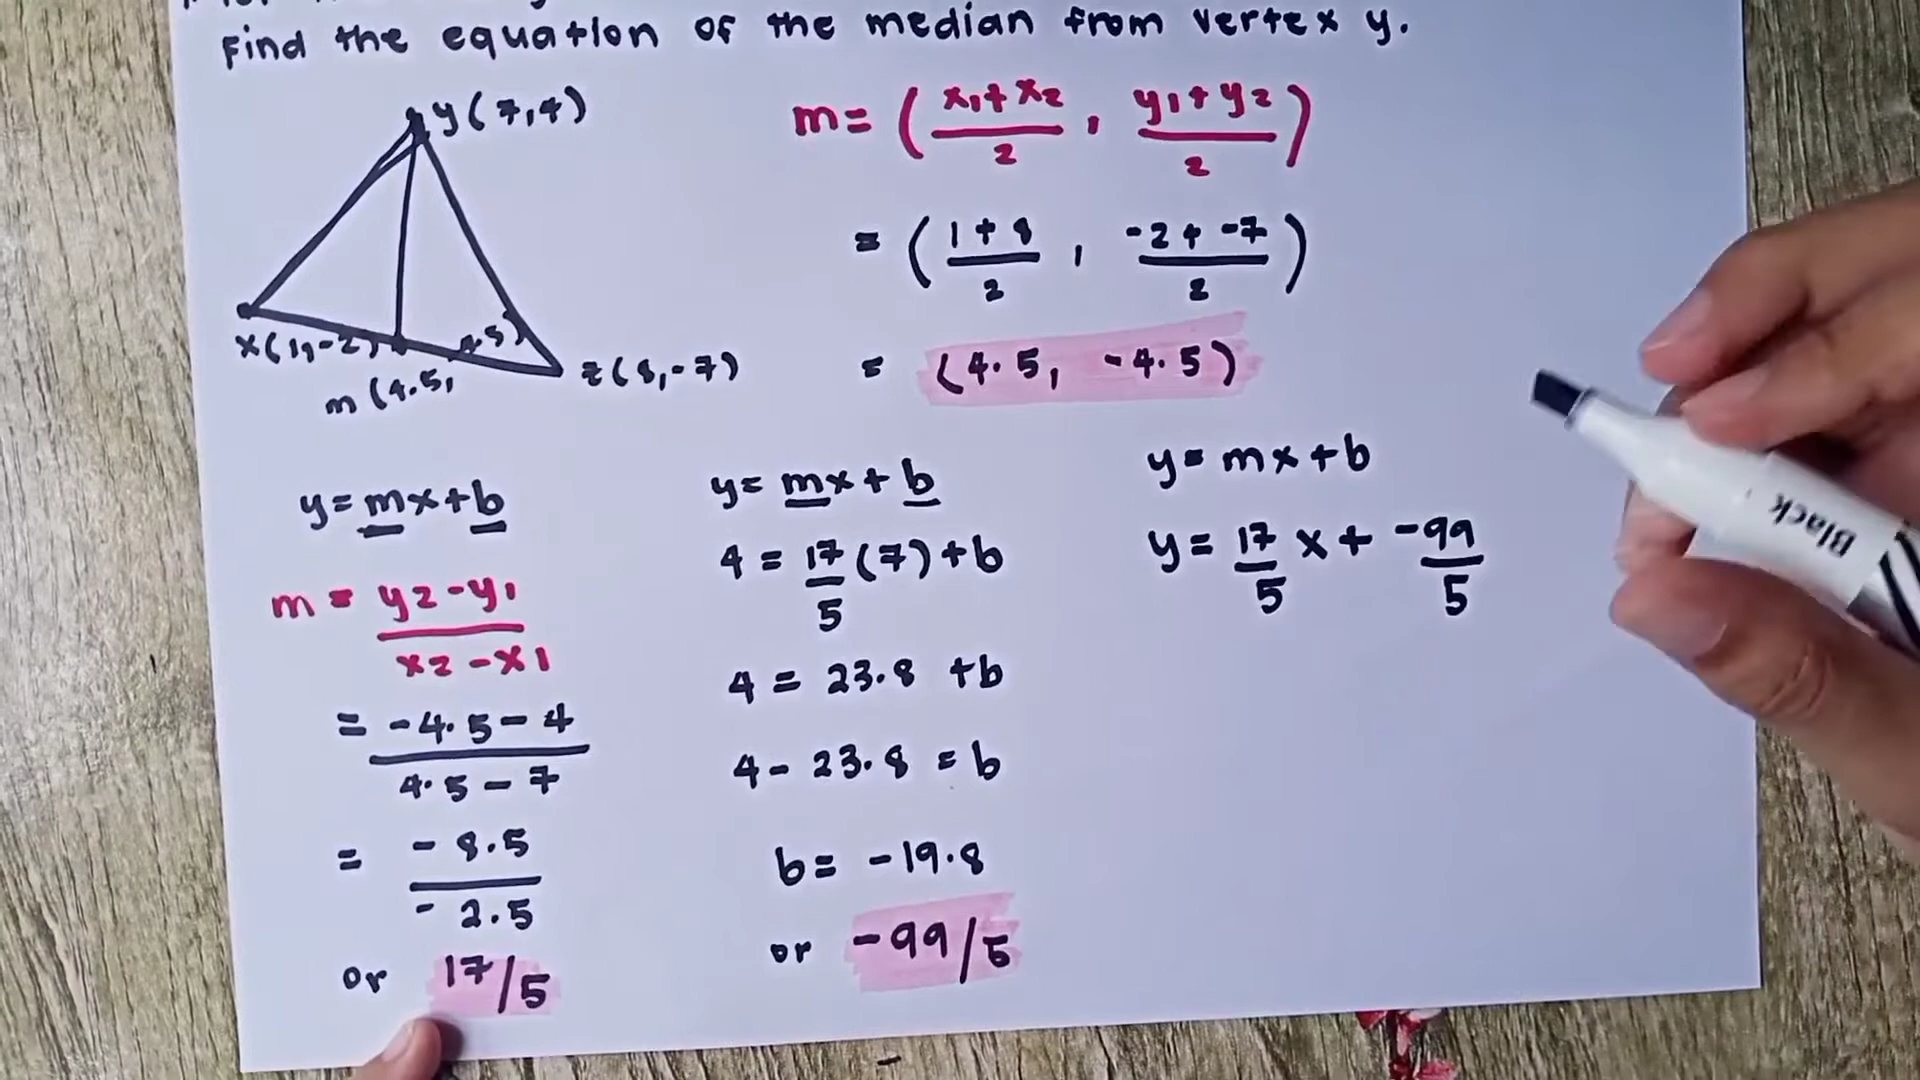 Find the equation of the median from vertex y.
y(7,4)
x(1,-2)
m(4.5,
4.5)
z(8,-7)
m= (x1+x2/2, y1+y2/2)
= (1+8/2, -2+-7/2)
= (4.5, -4.5)
y=mx+b
m= y2-y1/x2-x1
= -4.5-4/4.5-7
= -8.5/-2.5
or 17/5
y=mx+b
4=17/5(7)+b
4=23.8+b
4-23.8=b
b=-19.8
or -99/5
y=mx+b
y=17/5x+-99/5
Black